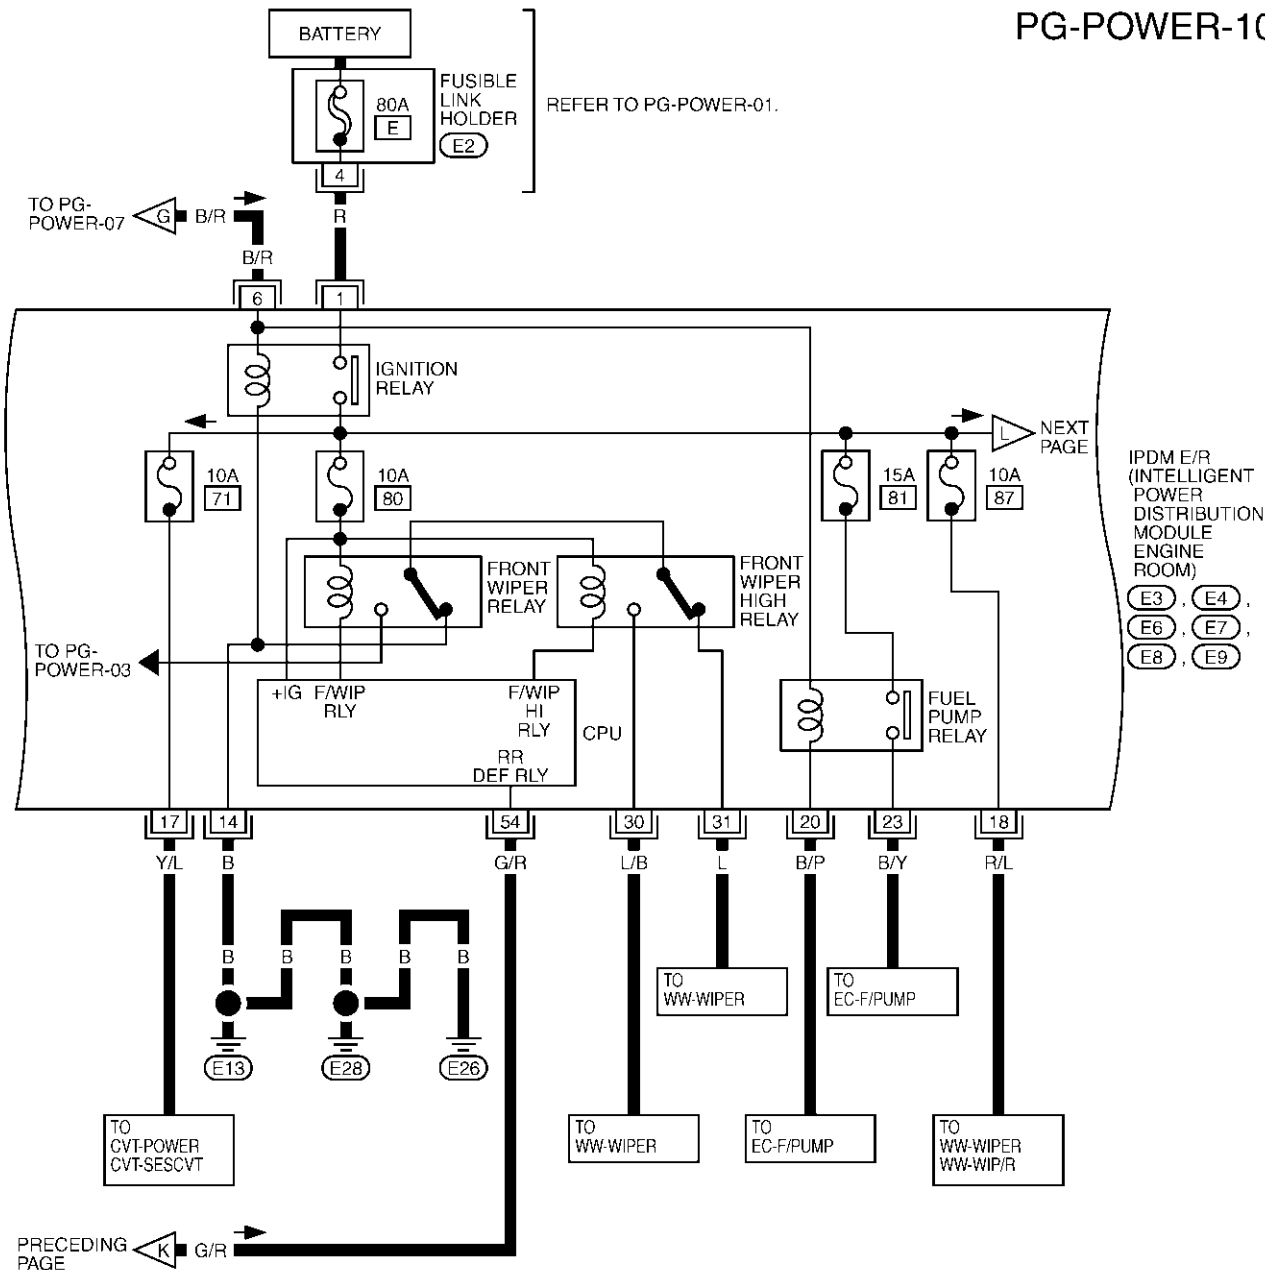 PG-POWER-10
BATTERY
80A
E
FUSIBLE
LINK
HOLDER
E2
REFER TO PG-POWER-01.
4
TO PG-
POWER-07
G
B/R
R
B/R
6
1
IGNITION
RELAY
L
NEXT
PAGE
10A
71
10A
80
15A
81
10A
87
IPDM E/R
(INTELLIGENT
POWER
DISTRIBUTION
MODULE
ENGINE
ROOM)
E3 , E4 ,
E6 , E7 ,
E8 , E9
FRONT
WIPER
RELAY
FRONT
WIPER
HIGH
RELAY
TO PG-
POWER-03
+IG
F/WIP
RLY
F/WIP
HI
RLY
CPU
RR
DEF RLY
FUEL
PUMP
RELAY
17
14
54
30
31
20
23
18
Y/L
B
G/R
L/B
L
B/P
B/Y
R/L
B
B
B
B
B
TO
WW-WIPER
TO
EC-F/PUMP
E13
E28
E26
TO
CVT-POWER
CVT-SESCVT
TO
WW-WIPER
TO
EC-F/PUMP
TO
WW-WIPER
WW-WIP/R
PRECEDING
PAGE
K
G/R